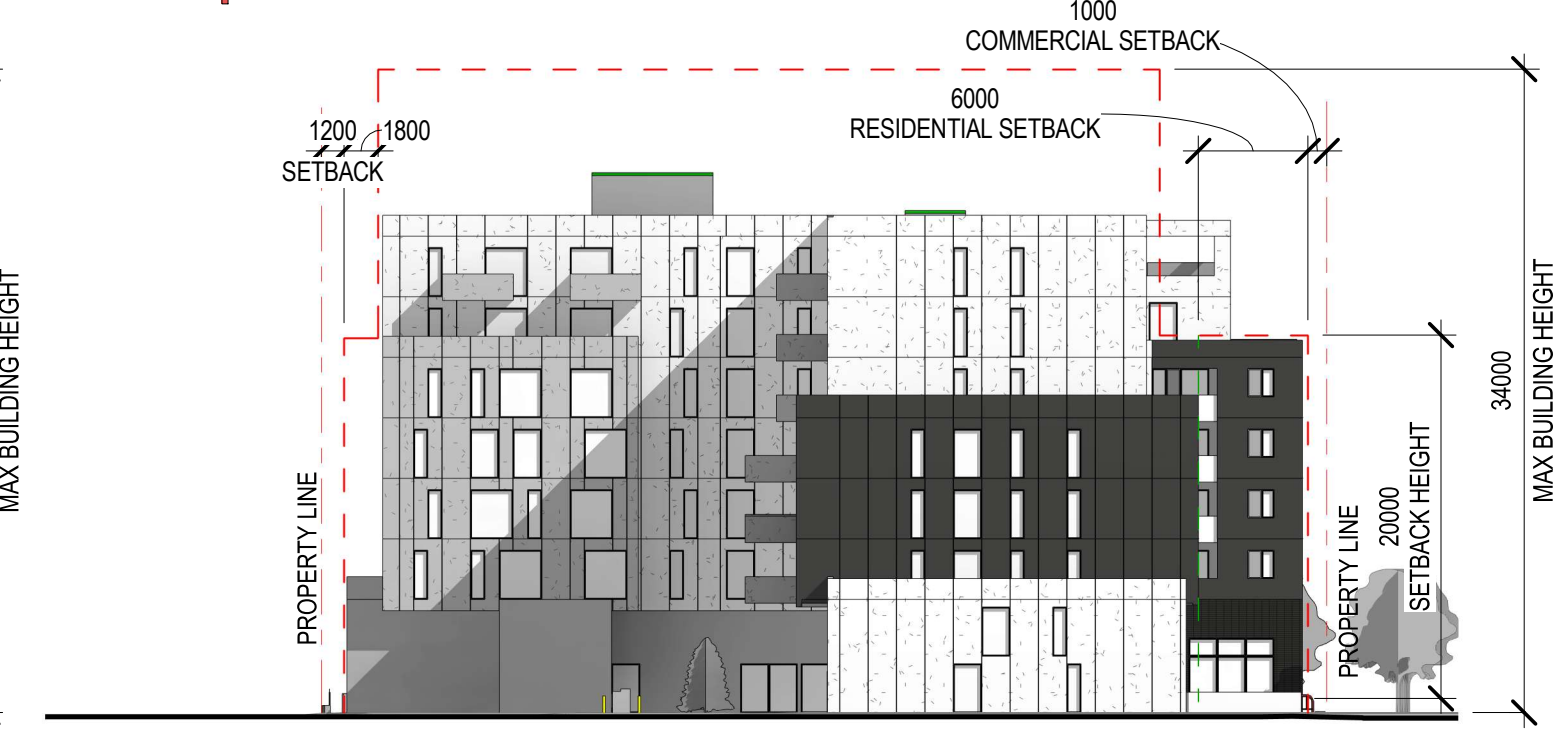 1000
COMMERCIAL SETBACK
6000
RESIDENTIAL SETBACK
1200 1800
SETBACK
MAX BUILDING HEIGHT
PROPERTY LINE
PROPERTY LINE
20000
SETBACK HEIGHT
34000
MAX BUILDING HEIGHT